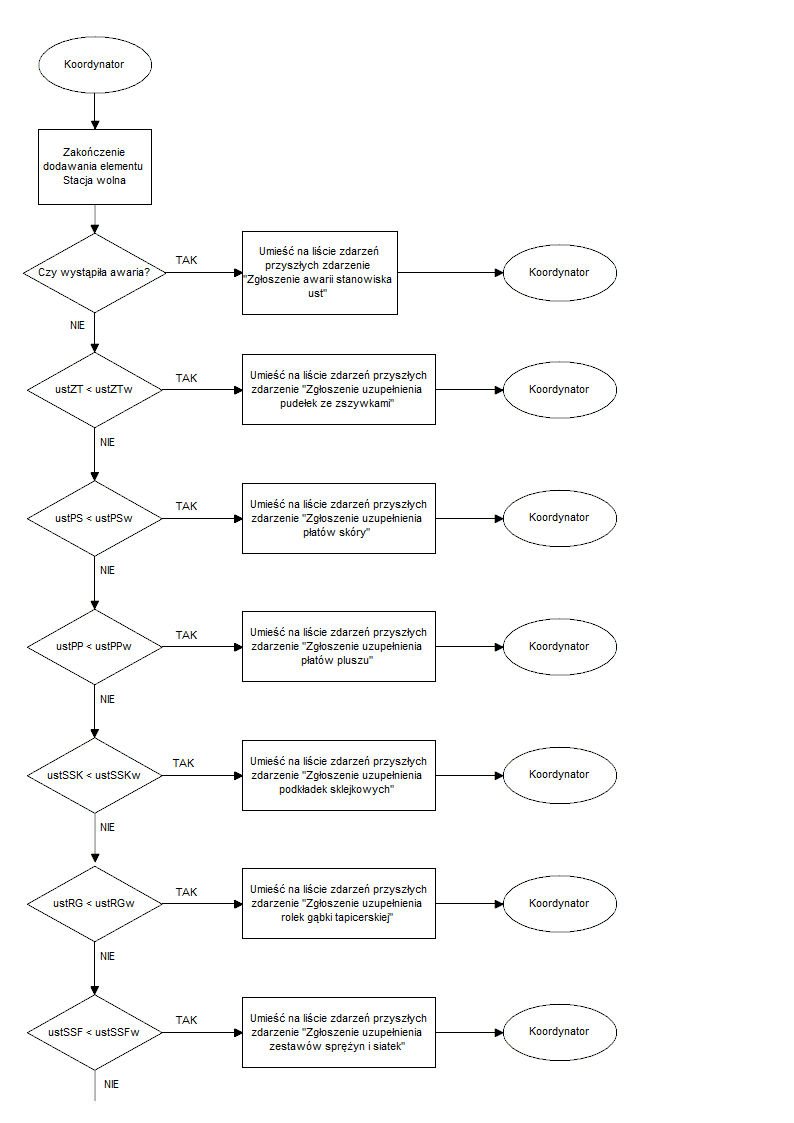 Koordynator
Zakończenie
dodawania elementu
Stacja wolna
Czy wystąpiła awaria?
TAK
Umieść na liście zdarzeń
przyszłych zdarzenie
"Zgłoszenie awarii stanowiska
ust"
Koordynator
NIE
ustZT < ustZTw
TAK
Umieść na liście zdarzeń przyszłych
zdarzenie "Zgłoszenie uzupełnienia
pudełek ze zszywkami"
Koordynator
NIE
ustPS < ustPSw
TAK
Umieść na liście zdarzeń przyszłych
zdarzenie "Zgłoszenie uzupełnienia
płatów skóry"
Koordynator
NIE
ustPP < ustPPw
TAK
Umieść na liście zdarzeń przyszłych
zdarzenie "Zgłoszenie uzupełnienia
płatów pluszu"
Koordynator
NIE
ustSSK < ustSSKw
TAK
Umieść na liście zdarzeń przyszłych
zdarzenie "Zgłoszenie uzupełnienia
podkładek sklejkowych"
Koordynator
NIE
ustRG < ustRGw
TAK
Umieść na liście zdarzeń przyszłych
zdarzenie "Zgłoszenie uzupełnienia
rolek gąbki tapicerskiej"
Koordynator
NIE
ustSSF < ustSSFw
TAK
Umieść na liście zdarzeń przyszłych
zdarzenie "Zgłoszenie uzupełnienia
zestawów sprężyn i siatek"
Koordynator
NIE